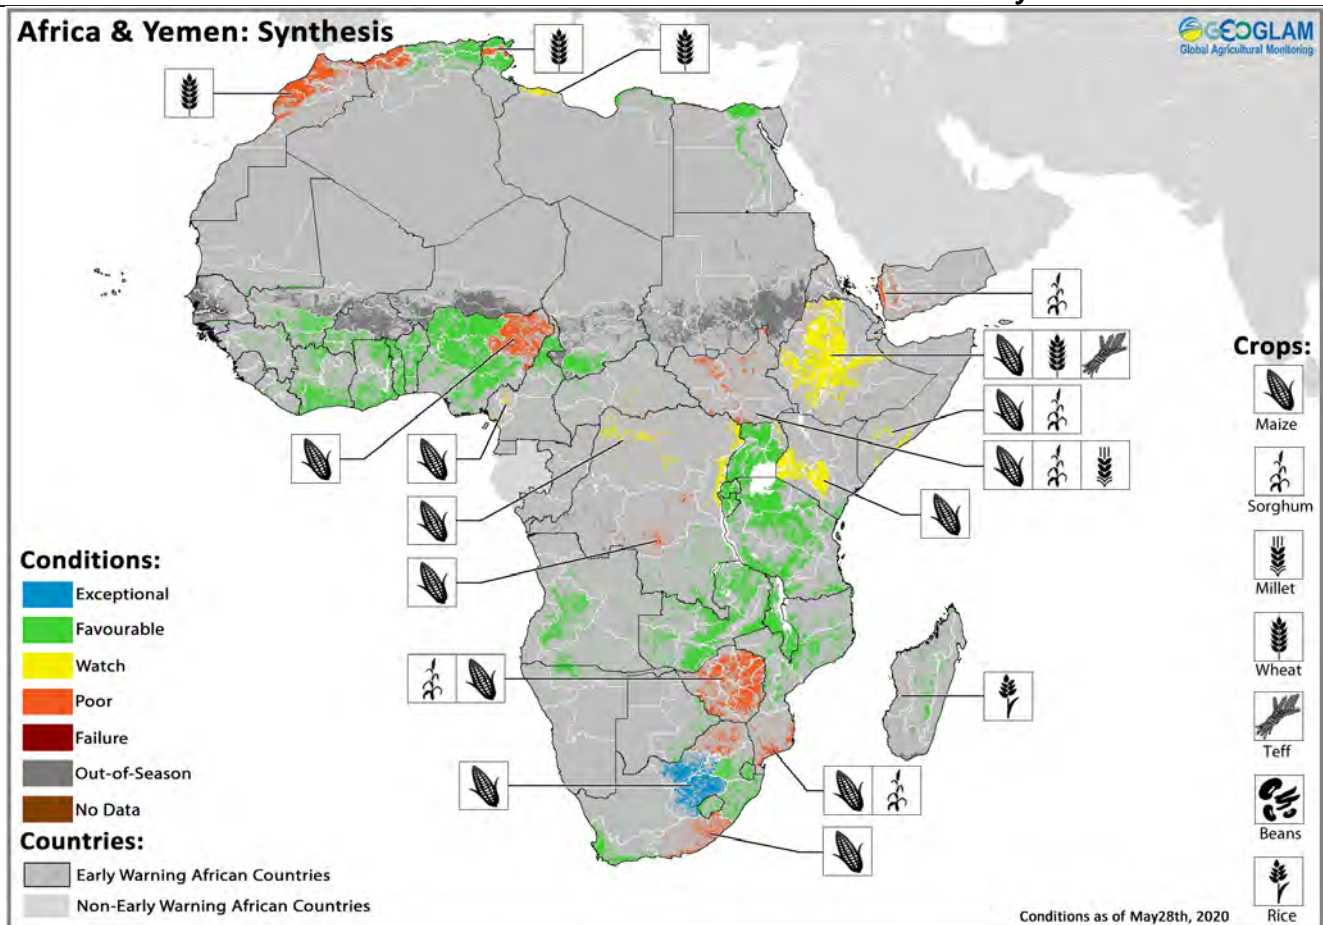 Africa & Yemen: Synthesis
GEOGLAM
Global Agricultural Monitoring
Crops:
Maize
Sorghum
Millet
Wheat
Teff
Beans
Rice
Conditions:
Exceptional
Favourable
Watch
Poor
Failure
Out-of-Season
No Data
Countries:
Early Warning African Countries
Non-Early Warning African Countries
Conditions as of May28th, 2020